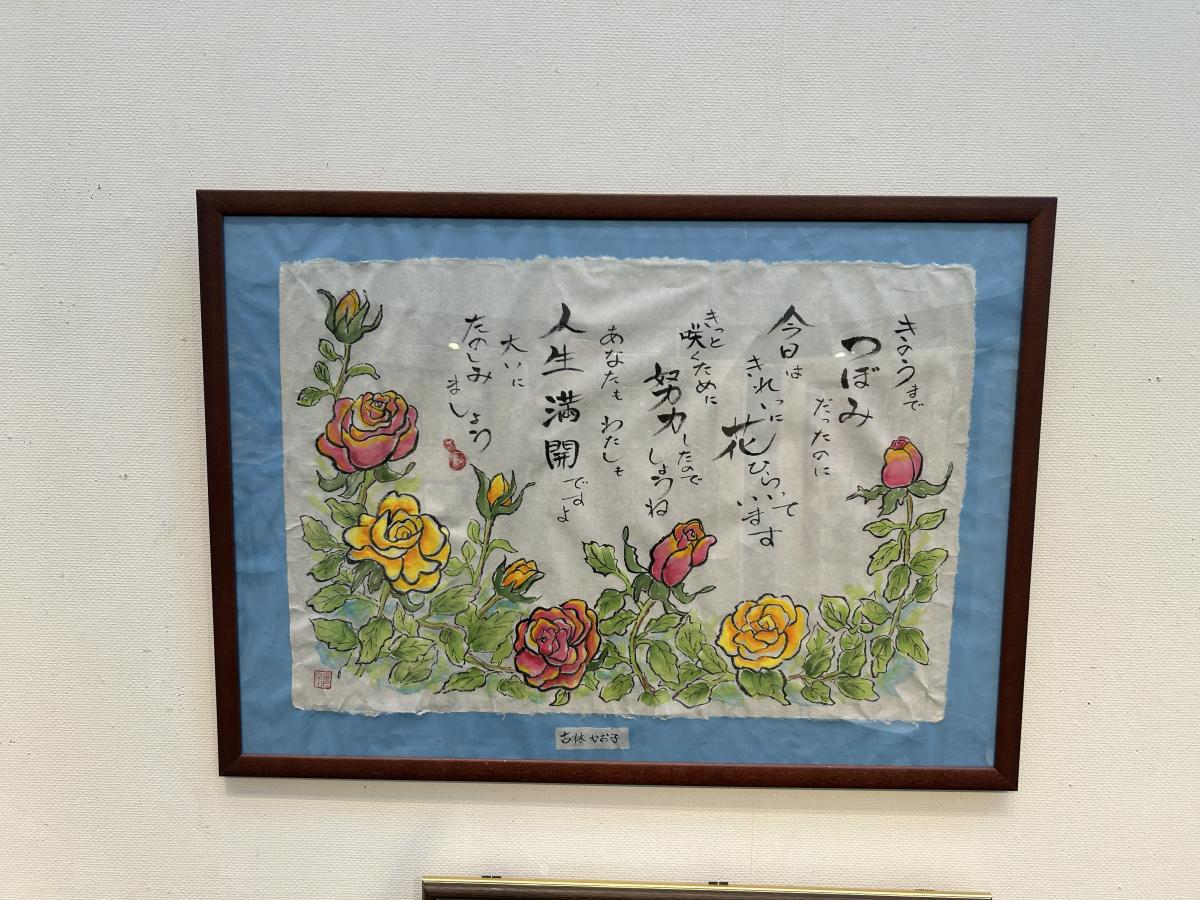 きのうまで
つぼみ
だったのに
今日は
きれいに
花ひらいて
います
きっと
咲くために
努力したので
しょうね
あなたも わたしも
人生満開ですよ
大いに
たのしみ
ましょう